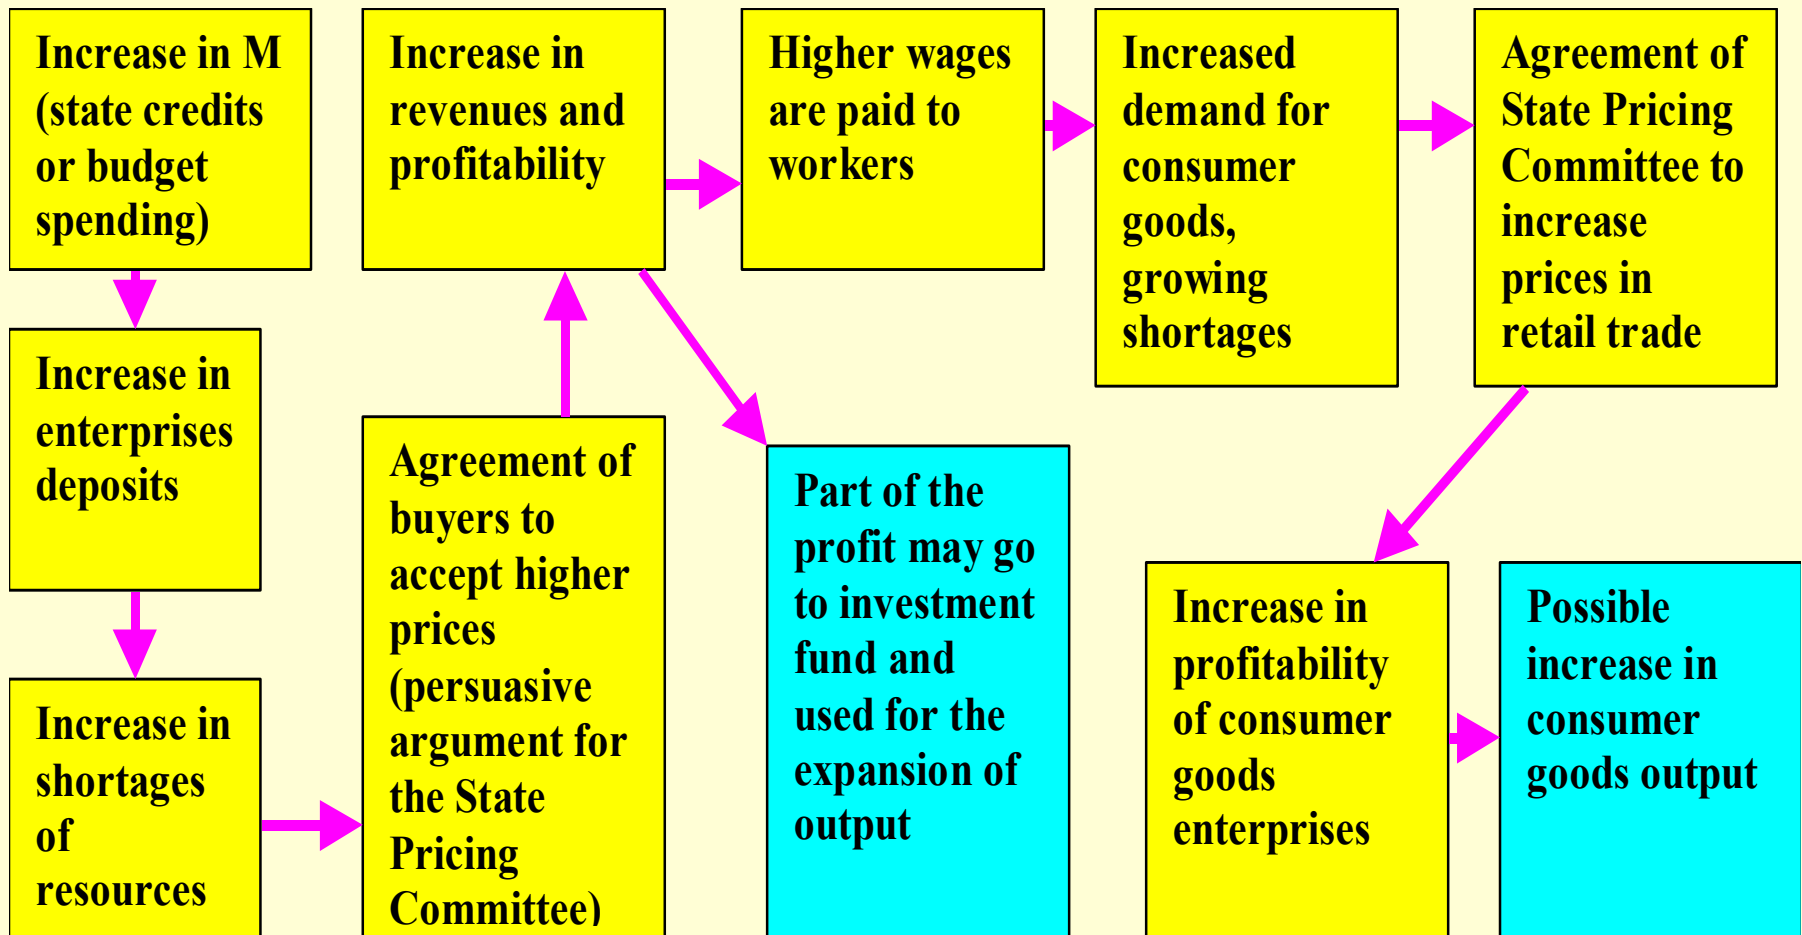 Increase in M
(state credits
or budget
spending)
Increase in
enterprises
deposits
Increase in
shortages
of
resources
Agreement of
buyers to
accept higher
prices
(persuasive
argument for
the State
Pricing
Committee)
Increase in
revenues and
profitability
Part of the
profit may go
to investment
fund and
used for the
expansion of
output
Higher wages
are paid to
workers
Increased
demand for
consumer
goods,
growing
shortages
Agreement of
State Pricing
Committee to
increase
prices in
retail trade
Increase in
profitability
of consumer
goods
enterprises
Possible
increase in
consumer
goods output